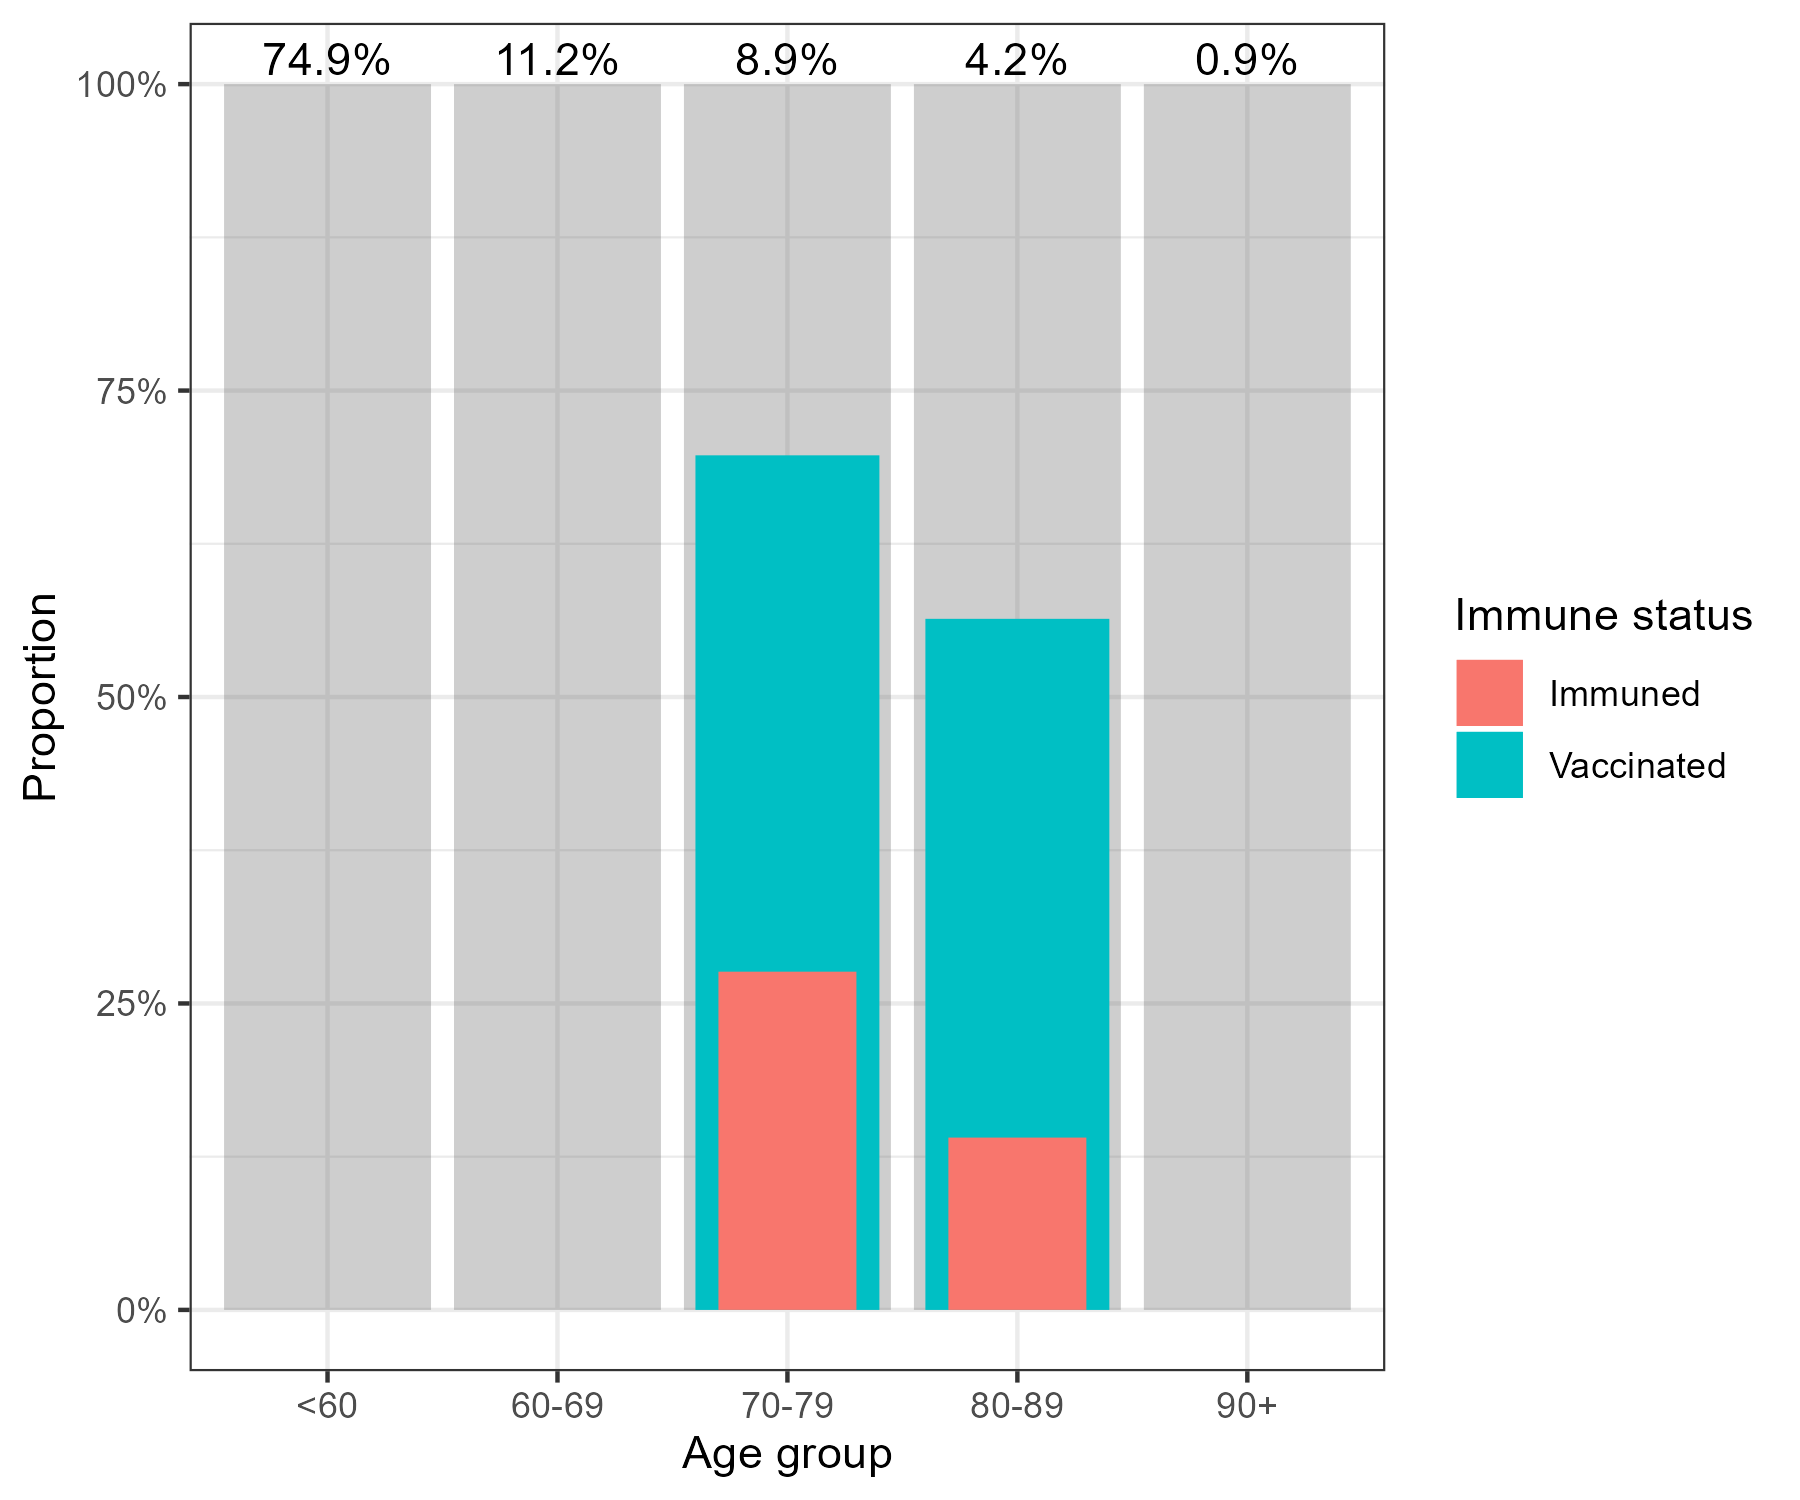 74.9% 11.2% 8.9% 4.2% 0.9%
100%
75%
50%
25%
0%
Proportion
<60 60-69 70-79 80-89 90+
Age group
Immune status
Immuned
Vaccinated